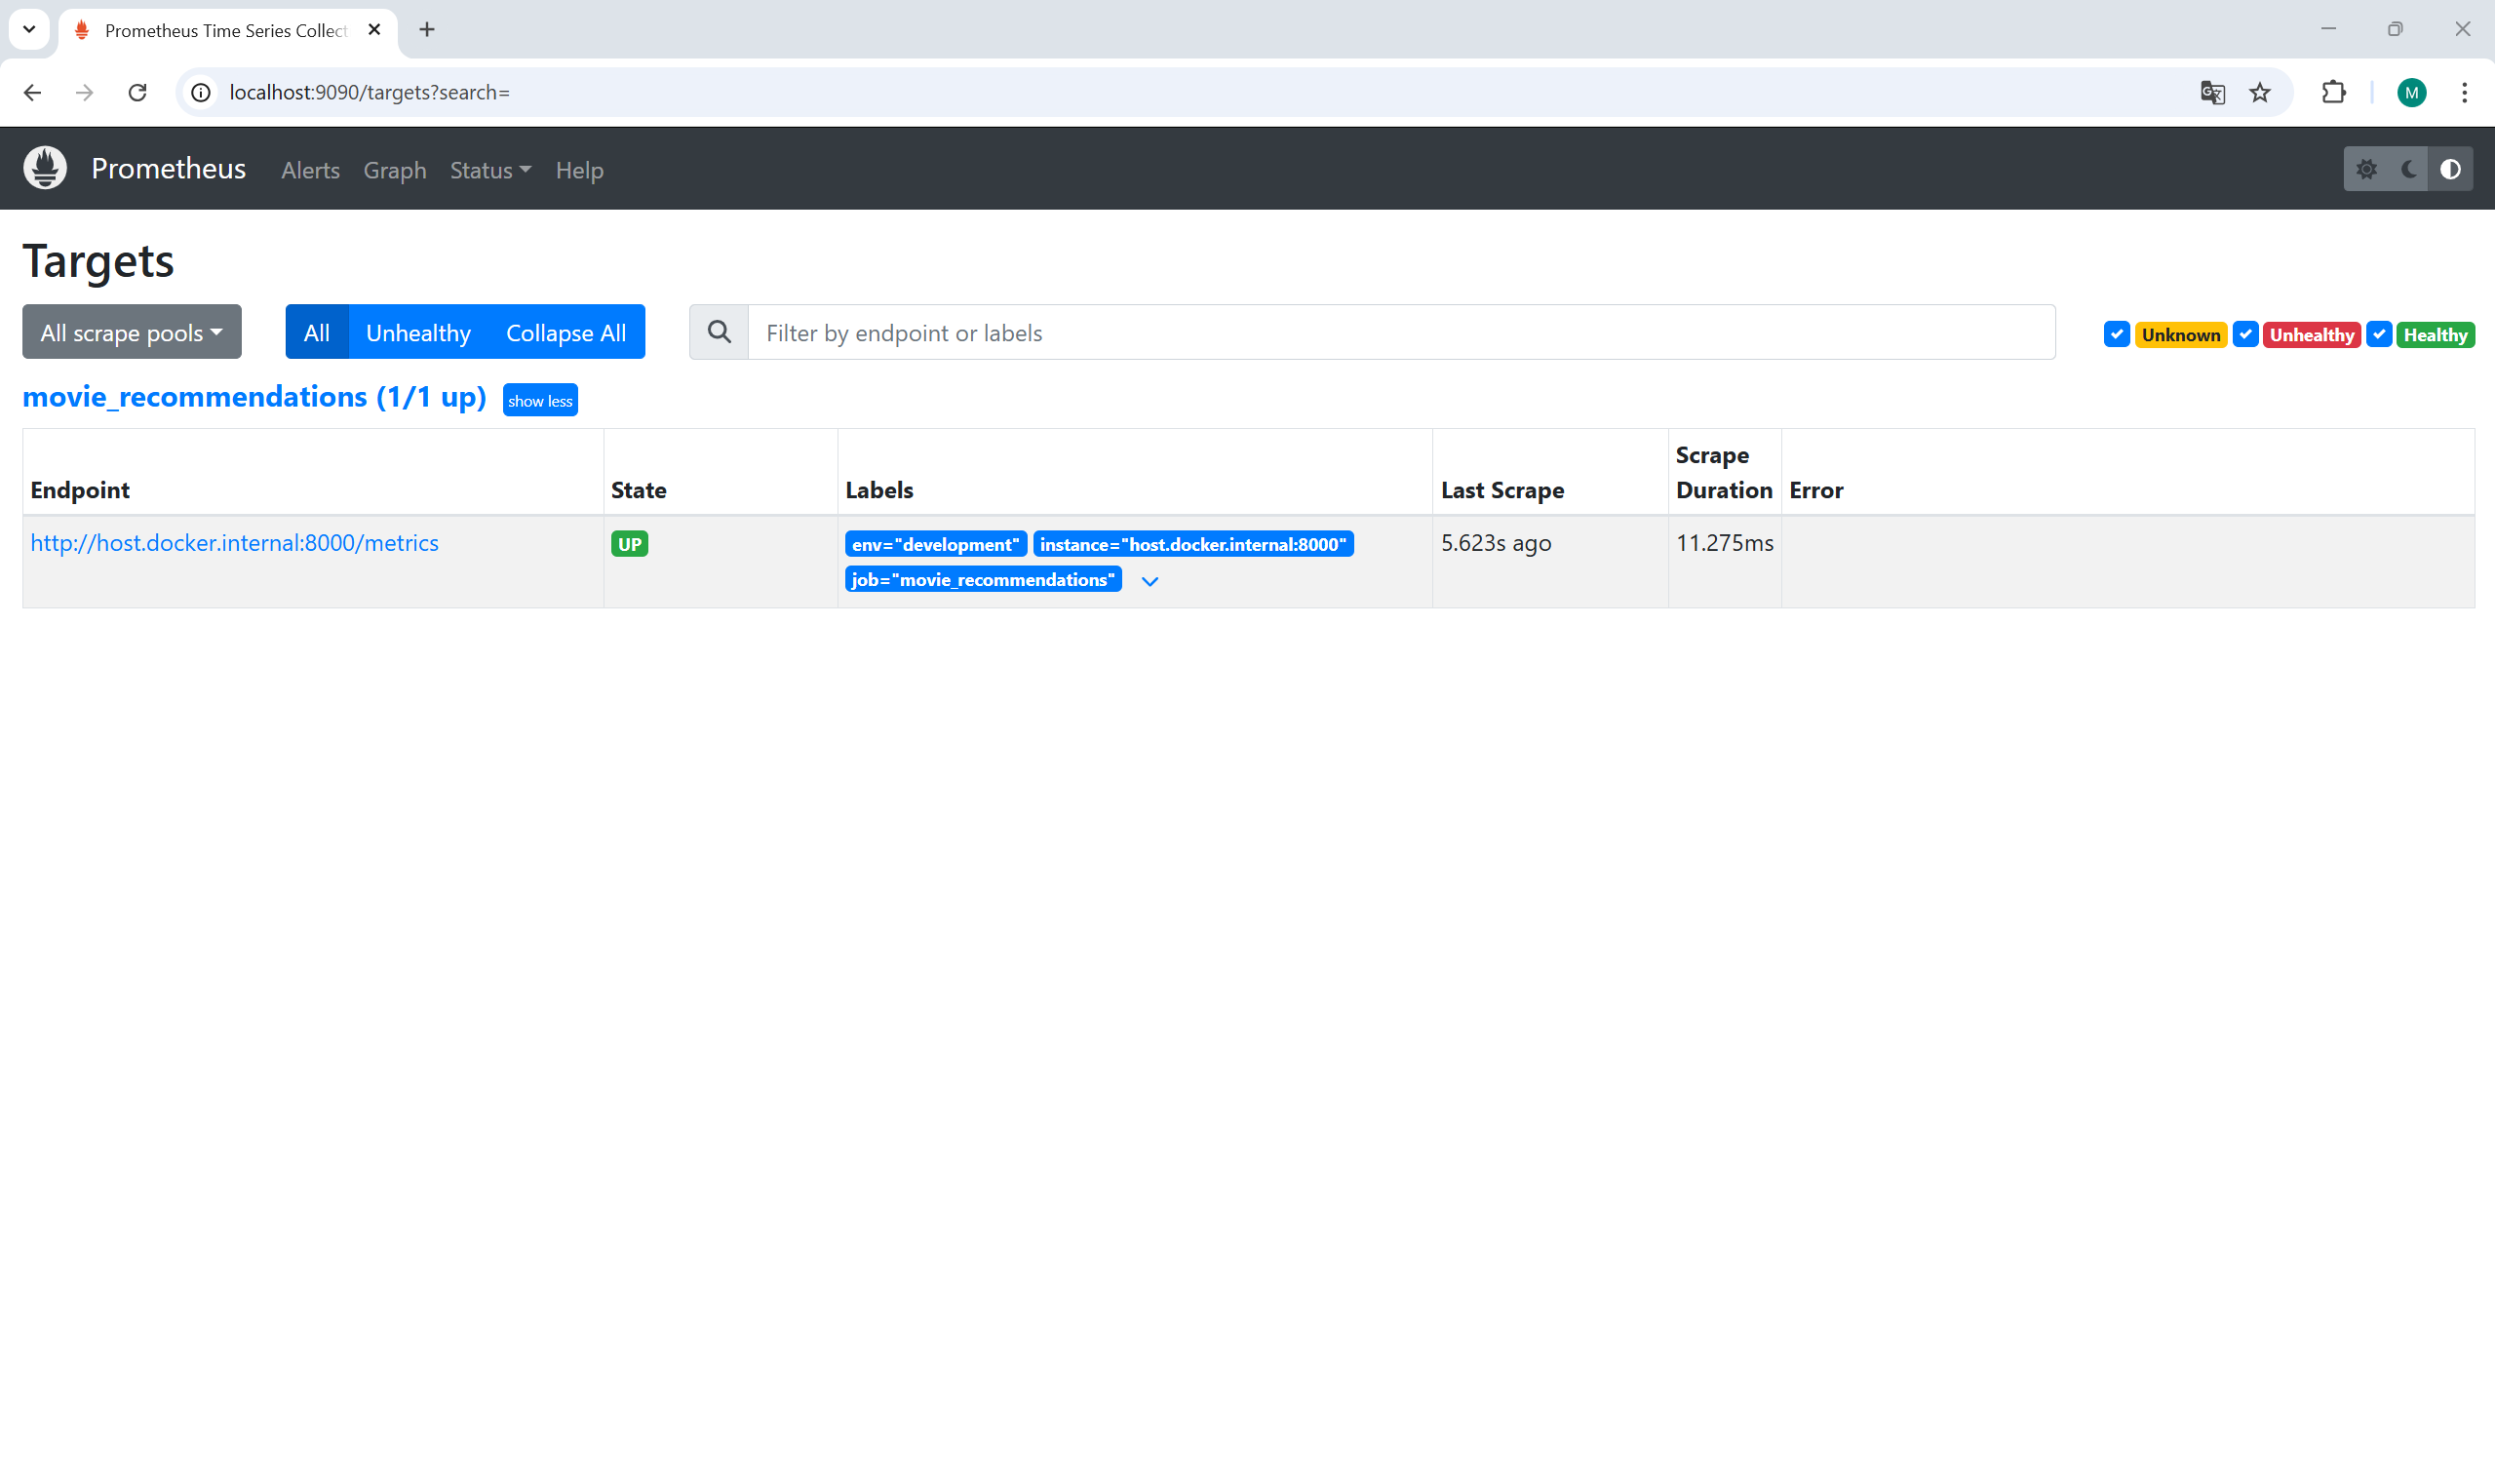 Prometheus Time Series Collect
localhost:9090/targets?search=
M
Prometheus Alerts Graph Status Help
Targets
All scrape pools All Unhealthy Collapse All Filter by endpoint or labels Unknown Unhealthy Healthy
movie_recommendations (1/1 up) show less
Endpoint State Labels Last Scrape Scrape Duration Error
http://host.docker.internal:8000/metrics UP env="development" instance="host.docker.internal:8000" 5.623s ago 11.275ms
job="movie_recommendations"